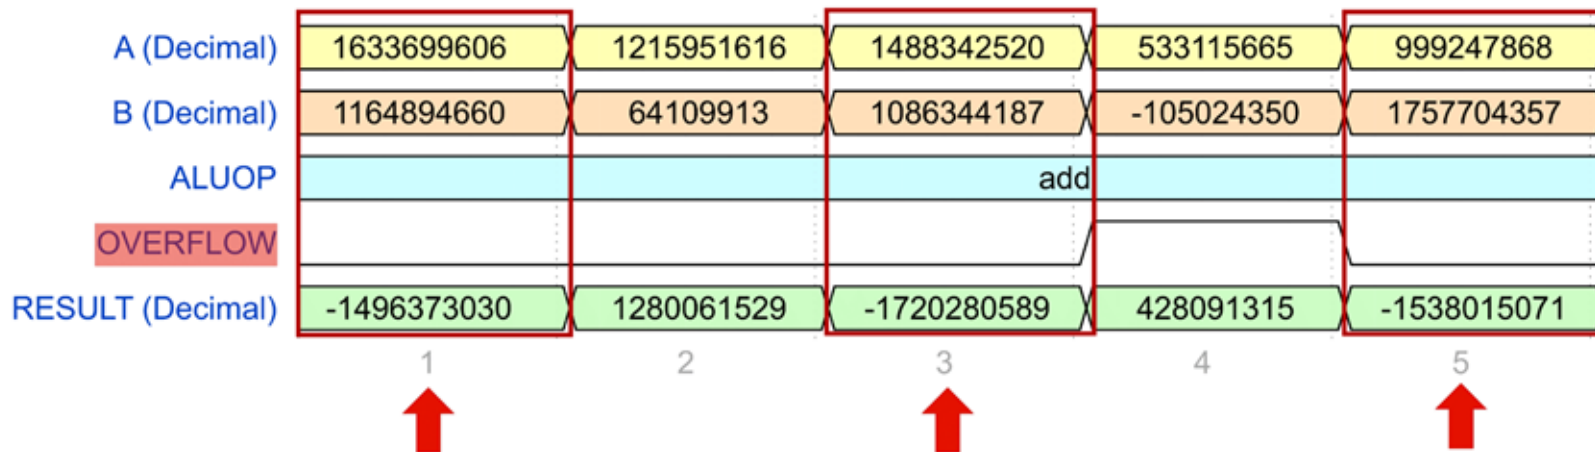 A (Decimal) 1633699606 1215951616 1488342520 533115665 999247868
B (Decimal) 1164894660 64109913 1086344187 -105024350 1757704357
ALUOP add
OVERFLOW
RESULT (Decimal) -1496373030 1280061529 -1720280589 428091315 -1538015071
1 2 3 4 5